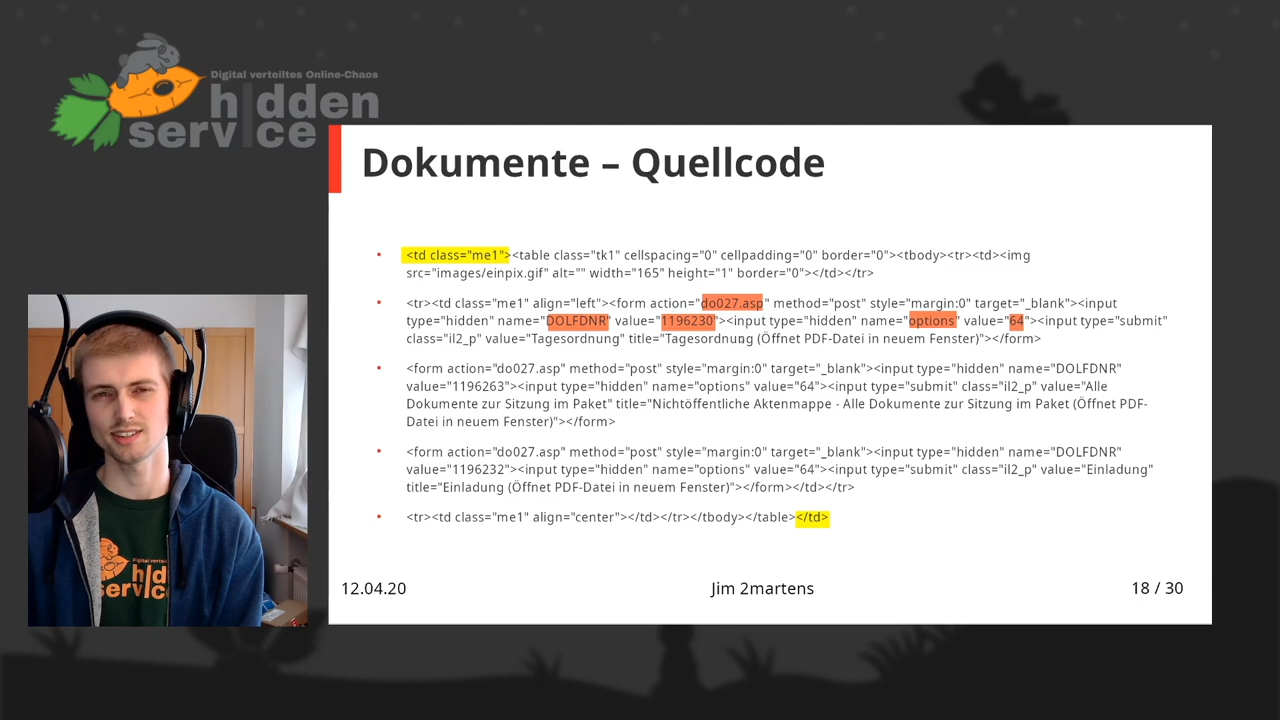 Digital verteiltes Online-Chaos
hidden
service
Dokumente – Quellcode
• <td class="me1"><table class="tk1" cellspacing="0" cellpadding="0" border="0"><tbody><tr><td><img
src="images/einpix.gif" alt="" width="165" height="1" border="0"></td></tr>
• <tr><td class="me1" align="left"><form action="do027.asp" method="post" style="margin:0" target="_blank"><input
type="hidden" name="DOLFDNR" value="1196230"><input type="hidden" name="options" value="64"><input type="submit"
class="il2_p" value="Tagesordnung" title="Tagesordnung (Öffnet PDF-Datei in neuem Fenster)"></form>
• <form action="do027.asp" method="post" style="margin:0" target="_blank"><input type="hidden" name="DOLFDNR"
value="1196263"><input type="hidden" name="options" value="64"><input type="submit" class="il2_p" value="Alle
Dokumente zur Sitzung im Paket" title="Nichtöffentliche Aktenmappe - Alle Dokumente zur Sitzung im Paket (Öffnet PDF-
Datei in neuem Fenster)"></form>
• <form action="do027.asp" method="post" style="margin:0" target="_blank"><input type="hidden" name="DOLFDNR"
value="1196232"><input type="hidden" name="options" value="64"><input type="submit" class="il2_p" value="Einladung"
title="Einladung (Öffnet PDF-Datei in neuem Fenster)"></form></td></tr>
• <tr><td class="me1" align="center"></td></tr></tbody></table></td>
12.04.20
Jim 2martens
18 / 30